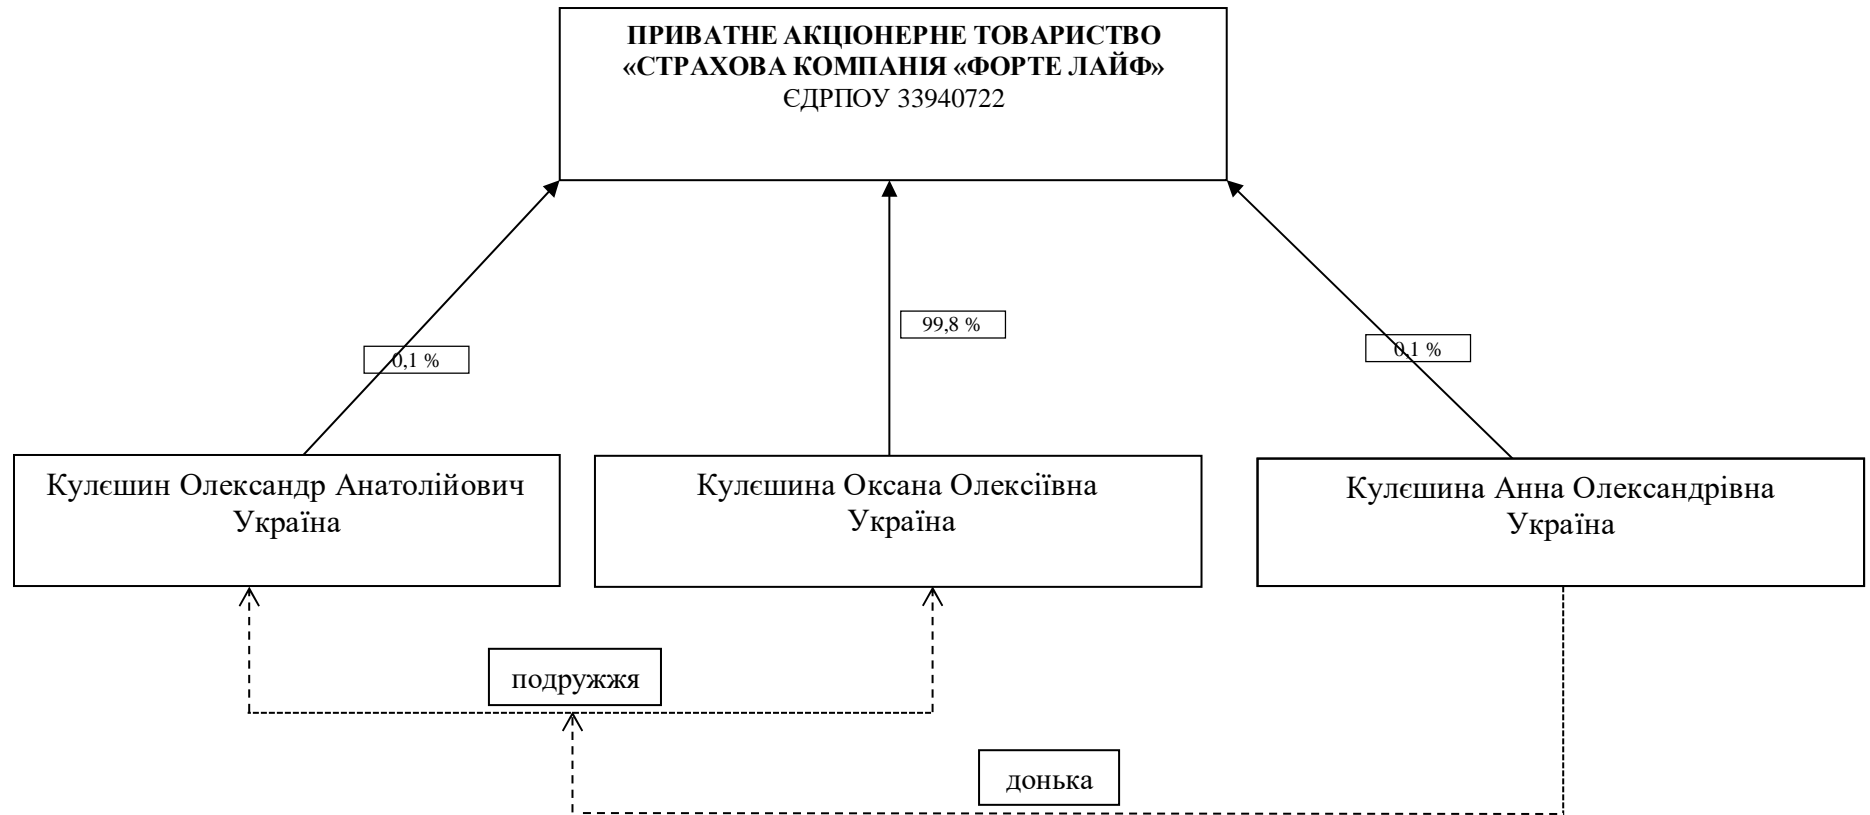 ПРИВАТНЕ АКЦІОНЕРНЕ ТОВАРИСТВО
«СТРАХОВА КОМПАНІЯ «ФОРТЕ ЛАЙФ»
ЄДРПОУ 33940722
99,8 %
0,1 %
0,1 %
Кулєшин Олександр Анатолійович
Україна
Кулєшина Оксана Олексіївна
Україна
Кулєшина Анна Олександрівна
Україна
подружжя
донька